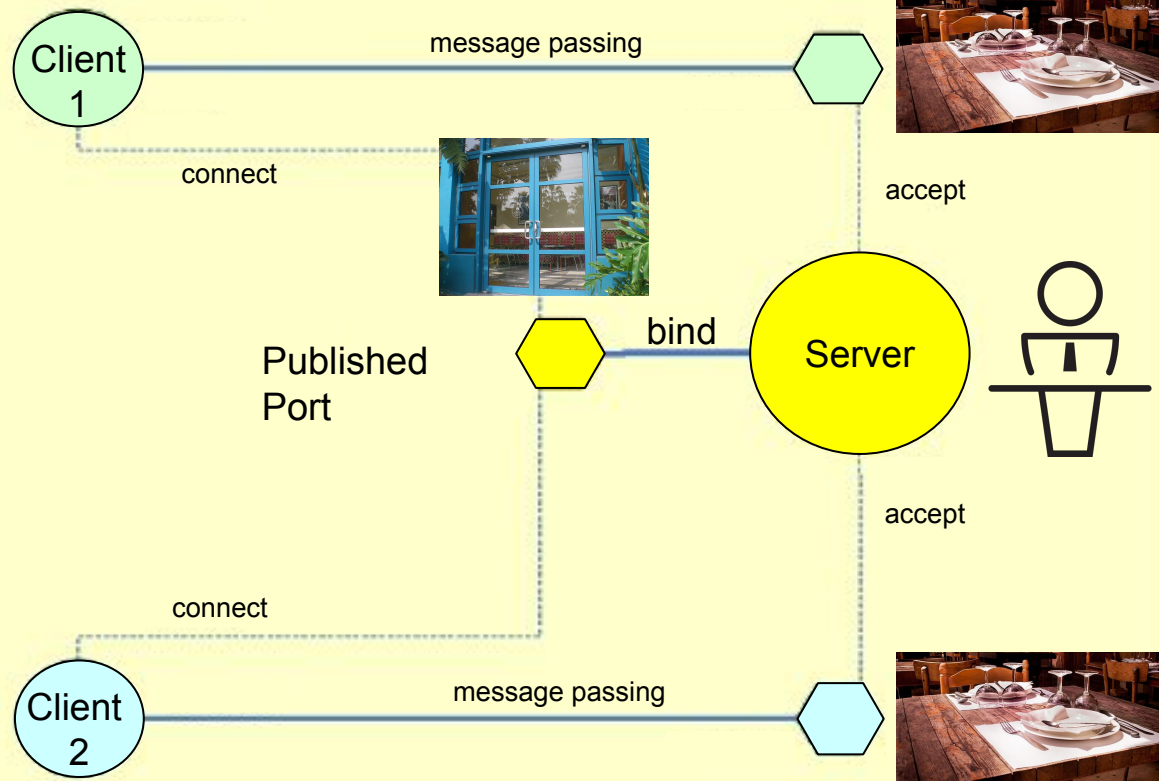 Client
1
message passing
connect
accept
Published
Port
bind
Server
accept
connect
Client
2
message passing